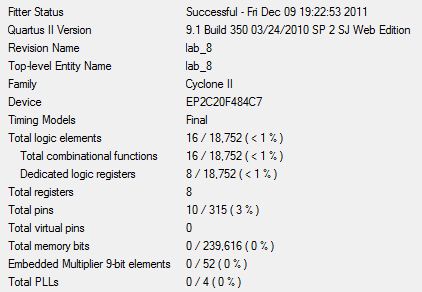 Fitter Status Successful - Fri Dec 09 19:22:53 2011
Quartus II Version 9.1 Build 350 03/24/2010 SP 2 SJ Web Edition
Revision Name lab_8
Top-level Entity Name lab_8
Family Cyclone II
Device EP2C20F484C7
Timing Models Final
Total logic elements 16 / 18,752 ( < 1 % )
Total combinational functions 16 / 18,752 ( < 1 % )
Dedicated logic registers 8 / 18,752 ( < 1 % )
Total registers 8
Total pins 10 / 315 ( 3 % )
Total virtual pins 0
Total memory bits 0 / 239,616 ( 0 % )
Embedded Multiplier 9-bit elements 0 / 52 ( 0 % )
Total PLLs 0 / 4 ( 0 % )